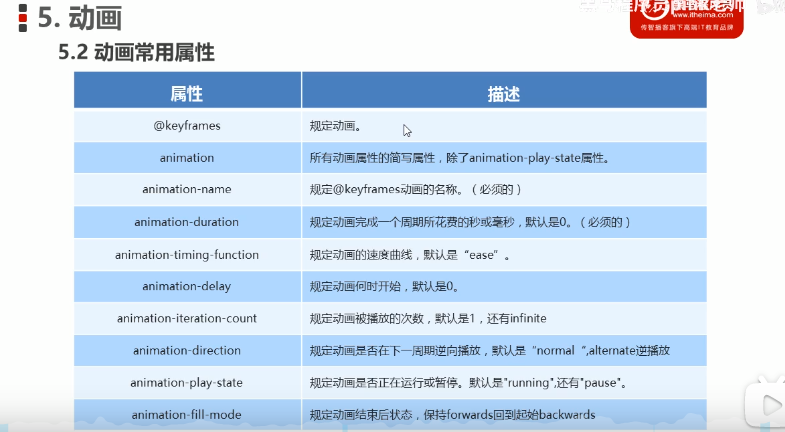 5. 动画
www.itheima.com
传智播客旗下高端IT教育品牌
5.2 动画常用属性
属性 描述
@keyframes 规定动画。
animation 所有动画属性的简写属性，除了animation-play-state属性。
animation-name 规定@keyframes动画的名称。（必须的）
animation-duration 规定动画完成一个周期所花费的秒或毫秒，默认是0。（必须的）
animation-timing-function 规定动画的速度曲线，默认是“ease”。
animation-delay 规定动画何时开始，默认是0。
animation-iteration-count 规定动画被播放的次数，默认是1，还有infinite
animation-direction 规定动画是否在下一周期逆向播放，默认是“normal“,alternate逆播放
animation-play-state 规定动画是否正在运行或暂停。默认是"running",还有"pause"。
animation-fill-mode 规定动画结束后状态，保持forwards回到起始backwards